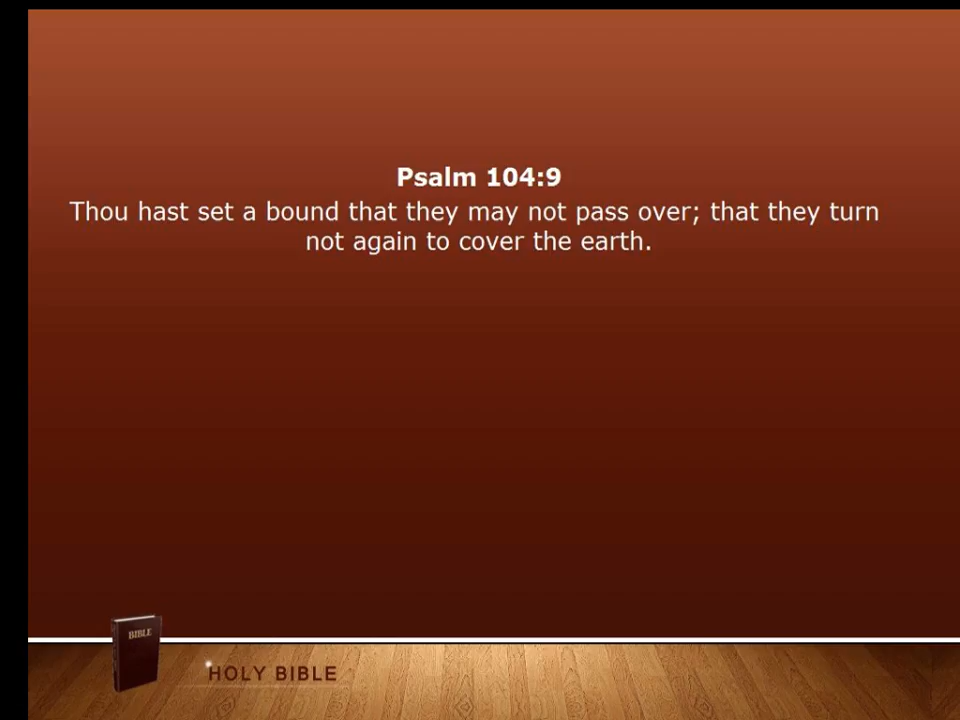 Psalm 104:9
Thou hast set a bound that they may not pass over; that they turn
not again to cover the earth.
BIBLE
HOLY BIBLE